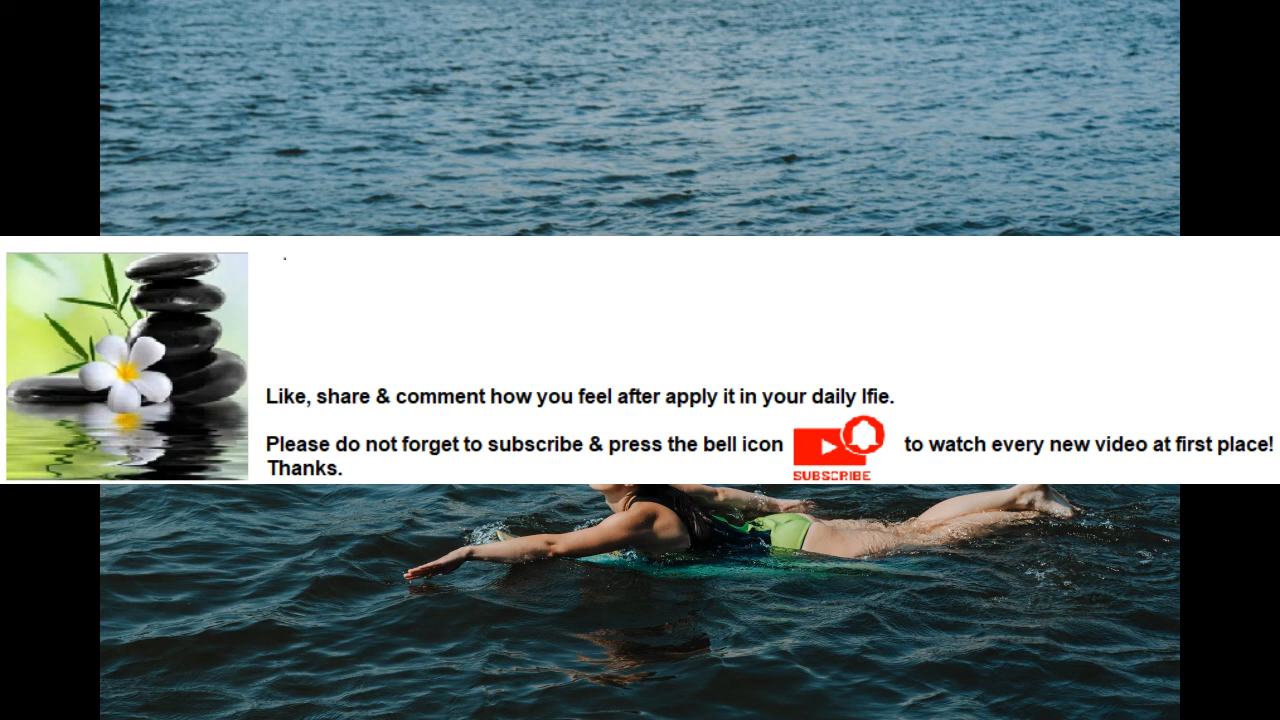 Like, share & comment how you feel after apply it in your daily lfie.
Please do not forget to subscribe & press the bell icon to watch every new video at first place!
SUBSCRIBE
Thanks.